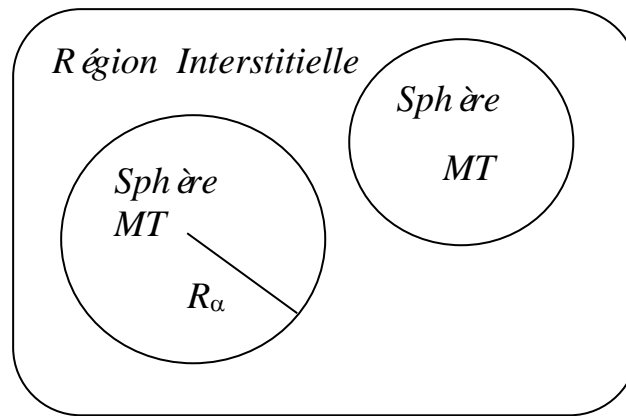 Région Interstitielle
Sphère
MT
Sphère
MT
Rα